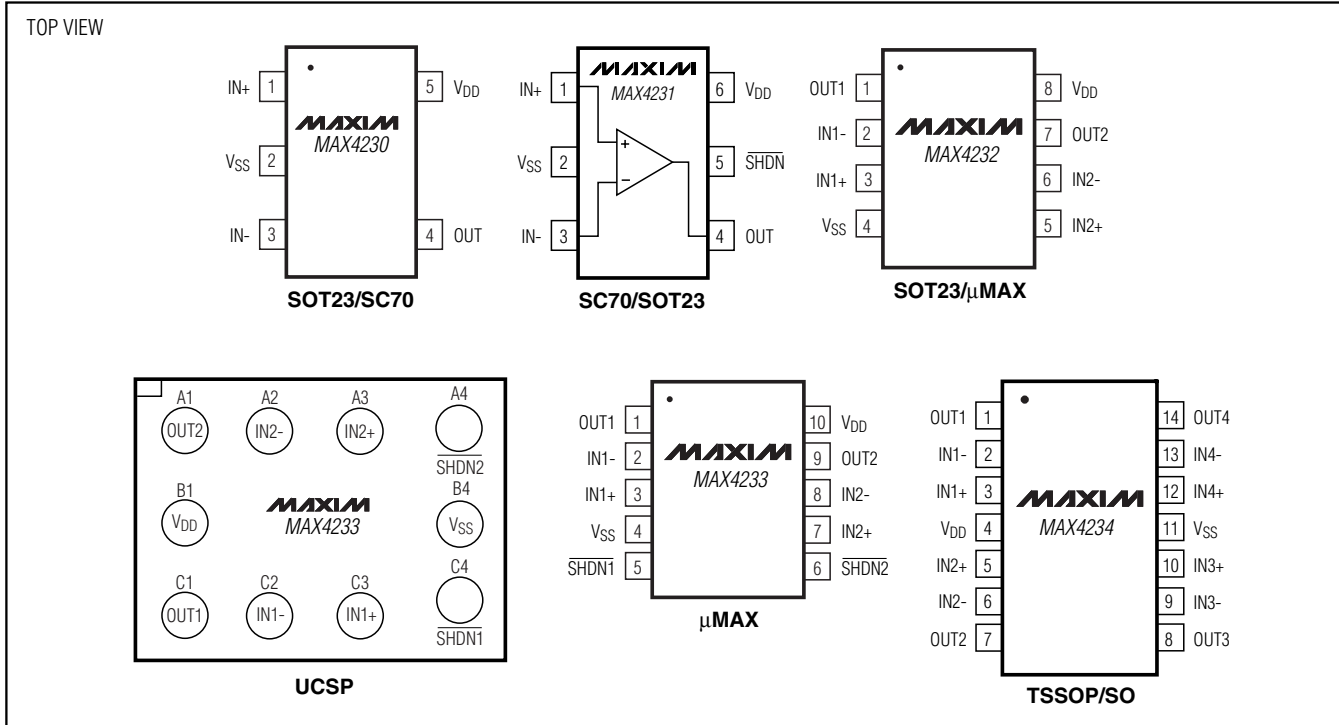 TOP VIEW
IN+ 1
VSS 2
IN- 3
5 VDD
4 OUT
MAXIM
MAX4230
SOT23/SC70
MAXIM
MAX4231
IN+ 1
VSS 2
IN- 3
+
−
6 VDD
5 SHDN
4 OUT
SC70/SOT23
OUT1 1
IN1- 2
IN1+ 3
VSS 4
MAXIM
MAX4232
8 VDD
7 OUT2
6 IN2-
5 IN2+
SOT23/μMAX
A1 A2 A3 A4
OUT2 IN2- IN2+
SHDN2
B1 B4
VDD VSS
MAXIM
MAX4233
C1 C2 C3 C4
OUT1 IN1- IN1+
SHDN1
UCSP
OUT1 1
IN1- 2
IN1+ 3
VSS 4
SHDN1 5
MAXIM
MAX4233
10 VDD
9 OUT2
8 IN2-
7 IN2+
6 SHDN2
μMAX
OUT1 1
IN1- 2
IN1+ 3
VDD 4
IN2+ 5
IN2- 6
OUT2 7
MAXIM
MAX4234
14 OUT4
13 IN4-
12 IN4+
11 VSS
10 IN3+
9 IN3-
8 OUT3
TSSOP/SO